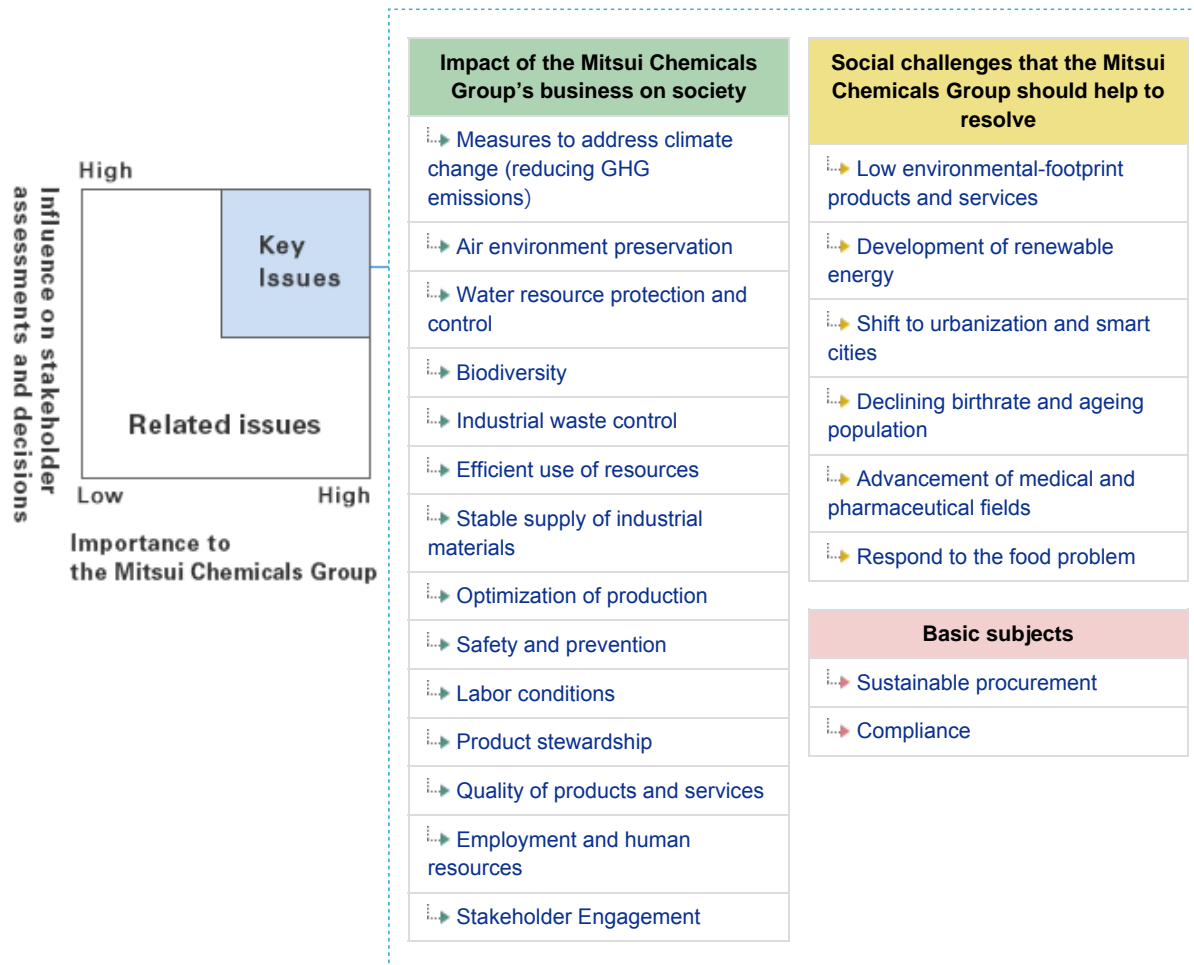 High
Influence on stakeholder
assessments and decisions
Key
Issues
Related issues
Low
High
Importance to
the Mitsui Chemicals Group
Impact of the Mitsui Chemicals
Group’s business on society
Measures to address climate
change (reducing GHG
emissions)
Air environment preservation
Water resource protection and
control
Biodiversity
Industrial waste control
Efficient use of resources
Stable supply of industrial
materials
Optimization of production
Safety and prevention
Labor conditions
Product stewardship
Quality of products and services
Employment and human
resources
Stakeholder Engagement
Social challenges that the Mitsui
Chemicals Group should help to
resolve
Low environmental-footprint
products and services
Development of renewable
energy
Shift to urbanization and smart
cities
Declining birthrate and ageing
population
Advancement of medical and
pharmaceutical fields
Respond to the food problem
Basic subjects
Sustainable procurement
Compliance